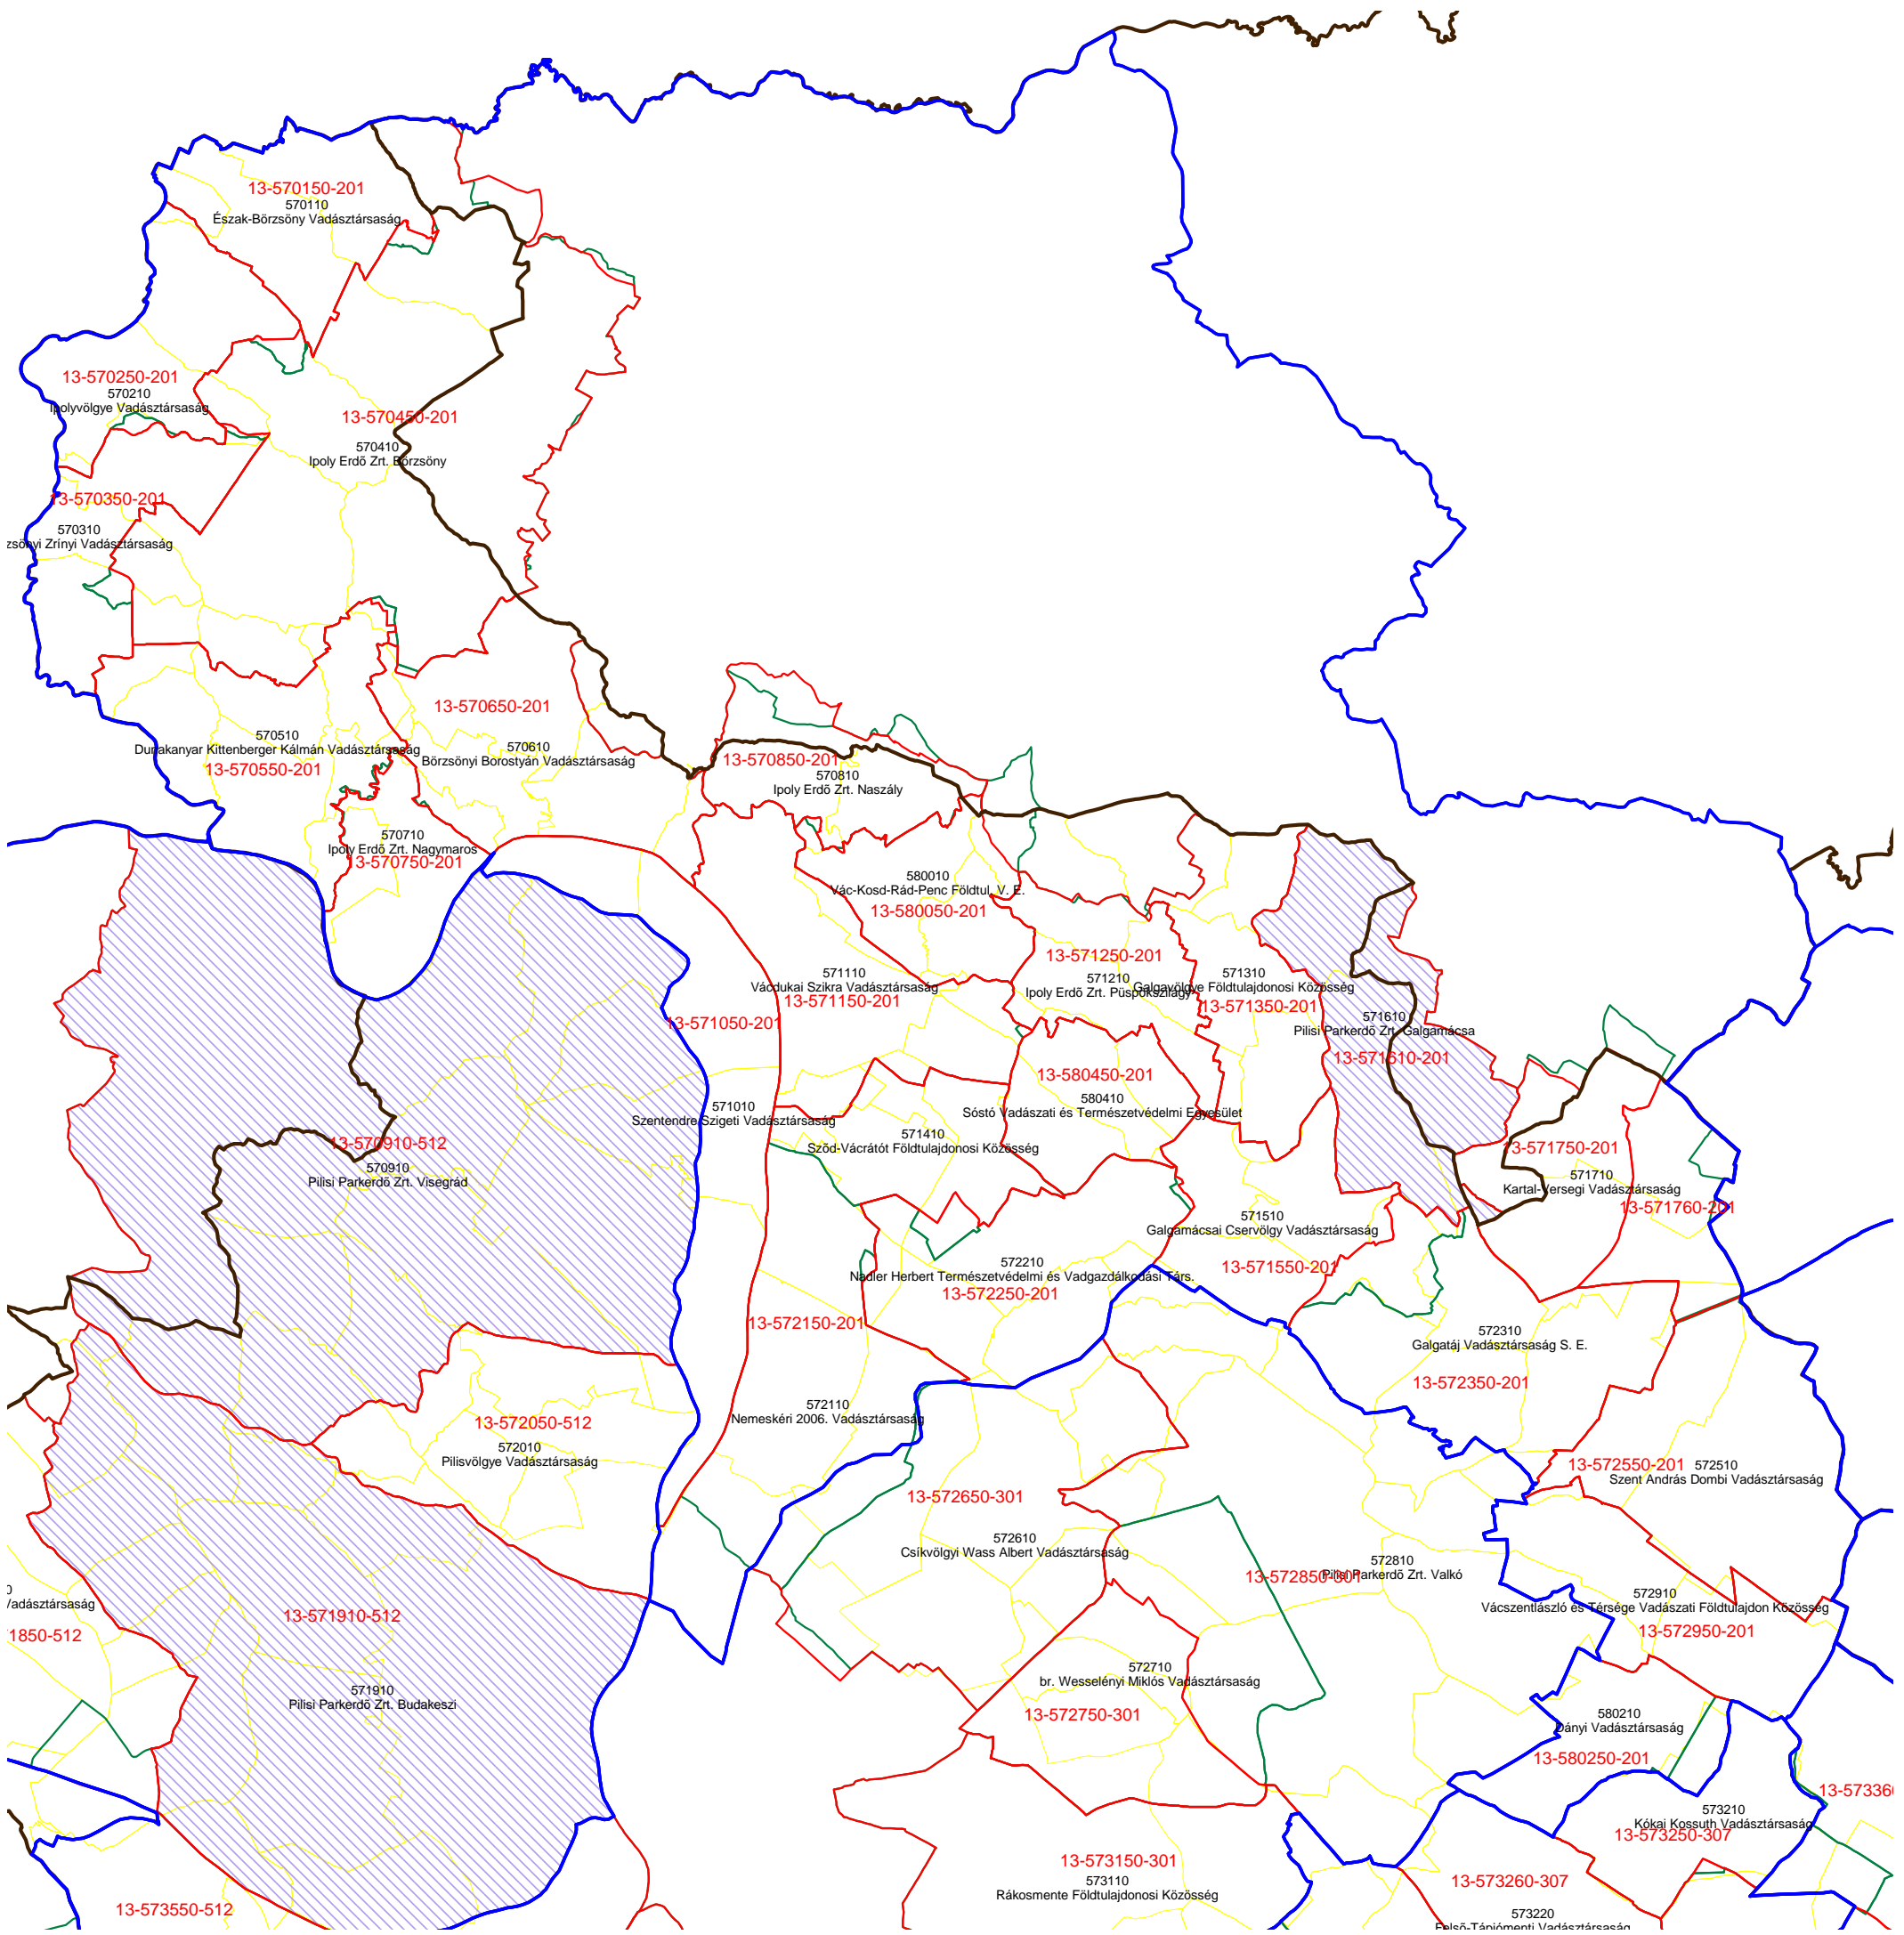 13-570150-201
570110
Észak-Börzsöny Vadásztársaság
13-570250-201
570210
Ipolyvölgye Vadásztársaság
13-570450-201
570410
Ipoly Erdő Zrt. Börzsöny
13-570350-201
570310
zsönyi Zrínyi Vadásztársaság
13-570650-201
570610
Börzsönyi Borostyán Vadásztársaság
570510
Dunakanyar Kittenberger Kálmán Vadásztársaság
13-570550-201
13-570850-201
570810
Ipoly Erdő Zrt. Naszály
570710
Ipoly Erdő Zrt. Nagymaros
13-570750-201
580010
Vác-Kosd-Rád-Penc Földtul. V. E.
13-580050-201
13-571250-201
571210
Ipoly Erdő Zrt. Püspökszilágy
571310
Galgavölgye Földtulajdonosi Közösség
13-571350-201
571110
Vácdukai Szikra Vadásztársaság
13-571150-201
13-571050-201
571010
Szentendre Szigeti Vadásztársaság
571610
Pilisi Parkerdő Zrt. Galgamácsa
13-571610-201
13-580450-201
580410
Sóstó Vadászati és Természetvédelmi Egyesület
571410
Sződ-Vácrátót Földtulajdonosi Közösség
13-570910-512
570910
Pilisi Parkerdő Zrt. Visegrád
13-571750-201
571710
Kartal-Versegi Vadásztársaság
13-571760-201
571510
Galgamácsai Cservölgy Vadásztársaság
13-571550-201
572210
Nadler Herbert Természetvédelmi és Vadgazdálkodási Társ.
13-572250-201
13-572150-201
572110
Nemeskéri 2006. Vadásztársaság
572310
Galgatáj Vadásztársaság S. E.
13-572350-201
13-572050-512
572010
Pilisvölgye Vadásztársaság
13-572550-201
572510
Szent András Dombi Vadásztársaság
13-572650-301
572610
Csíkvölgyi Wass Albert Vadásztársaság
572810
Pilisi Parkerdő Zrt. Valkó
13-572850-301
572910
Vácszentlászló és Térsége Vadászati Földtulajdon Közösség
13-572950-201
0
Vadásztársaság
1850-512
13-571910-512
571910
Pilisi Parkerdő Zrt. Budakeszi
572710
br. Wesselényi Miklós Vadásztársaság
13-572750-301
580210
Dányi Vadásztársaság
13-580250-201
13-57336
573210
Kókai Kossuth Vadásztársaság
13-573250-307
13-573150-301
573110
Rákosmente Földtulajdonosi Közösség
13-573260-307
573220
Felső-Tápiómenti Vadásztársaság
13-573550-512